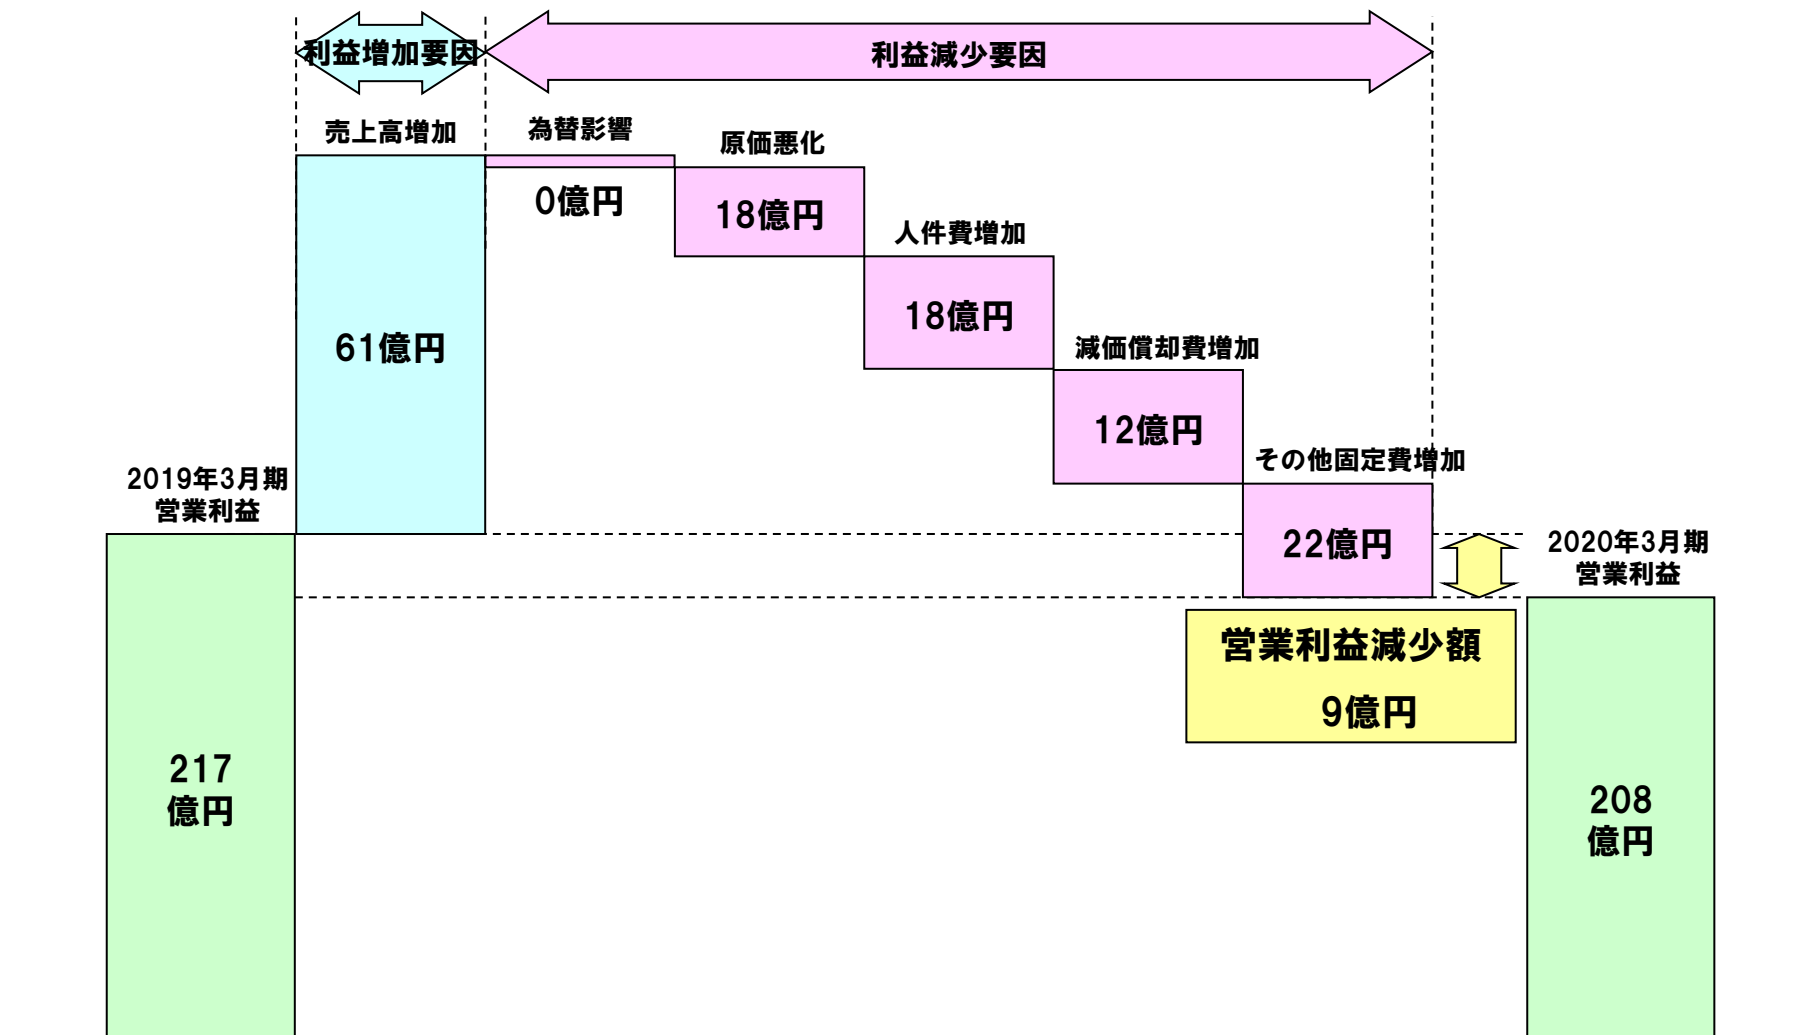 利益増加要因
利益減少要因
売上高増加
為替影響
原価悪化
0億円
18億円
人件費増加
18億円
61億円
減価償却費増加
12億円
その他固定費増加
2019年3月期
営業利益
22億円
2020年3月期
営業利益
営業利益減少額
9億円
217
億円
208
億円